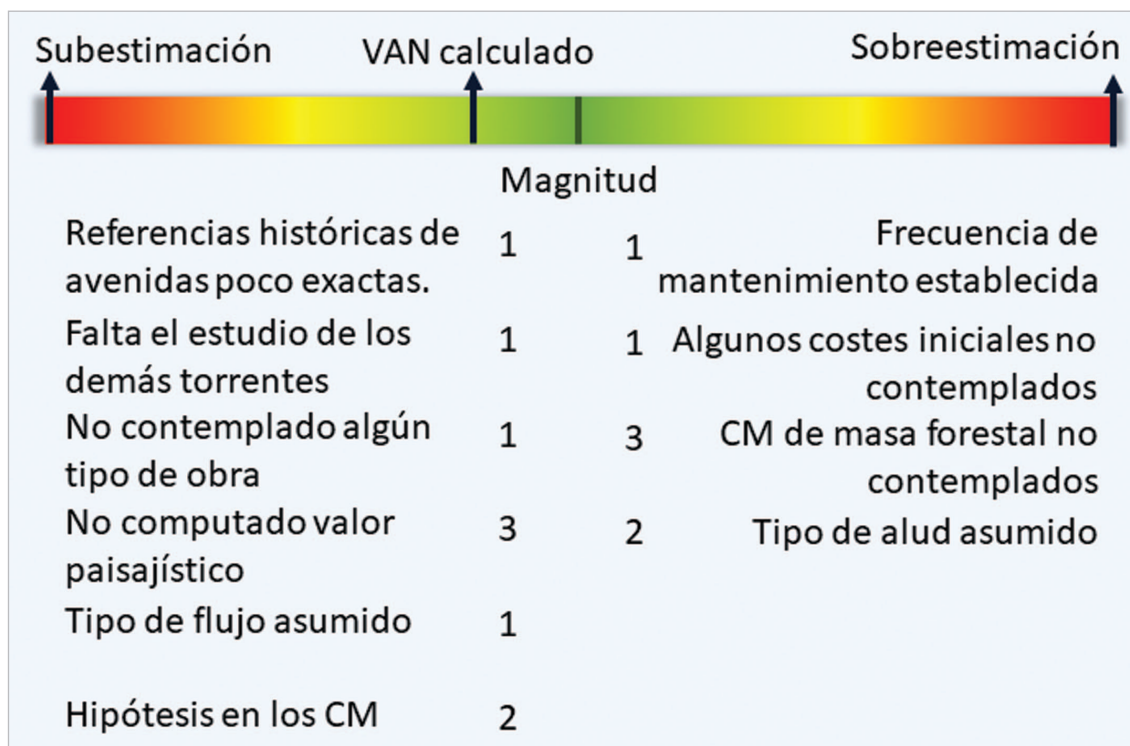 Subestimación
VAN calculado
Sobreestimación
Magnitud
Referencias históricas de
avenidas poco exactas.
1
1
Frecuencia de
mantenimiento establecida
Falta el estudio de los
demás torrentes
1
1
Algunos costes iniciales no
contemplados
No contemplado algún
tipo de obra
1
3
CM de masa forestal no
contemplados
No computado valor
paisajístico
3
2
Tipo de alud asumido
Tipo de flujo asumido
1
Hipótesis en los CM
2